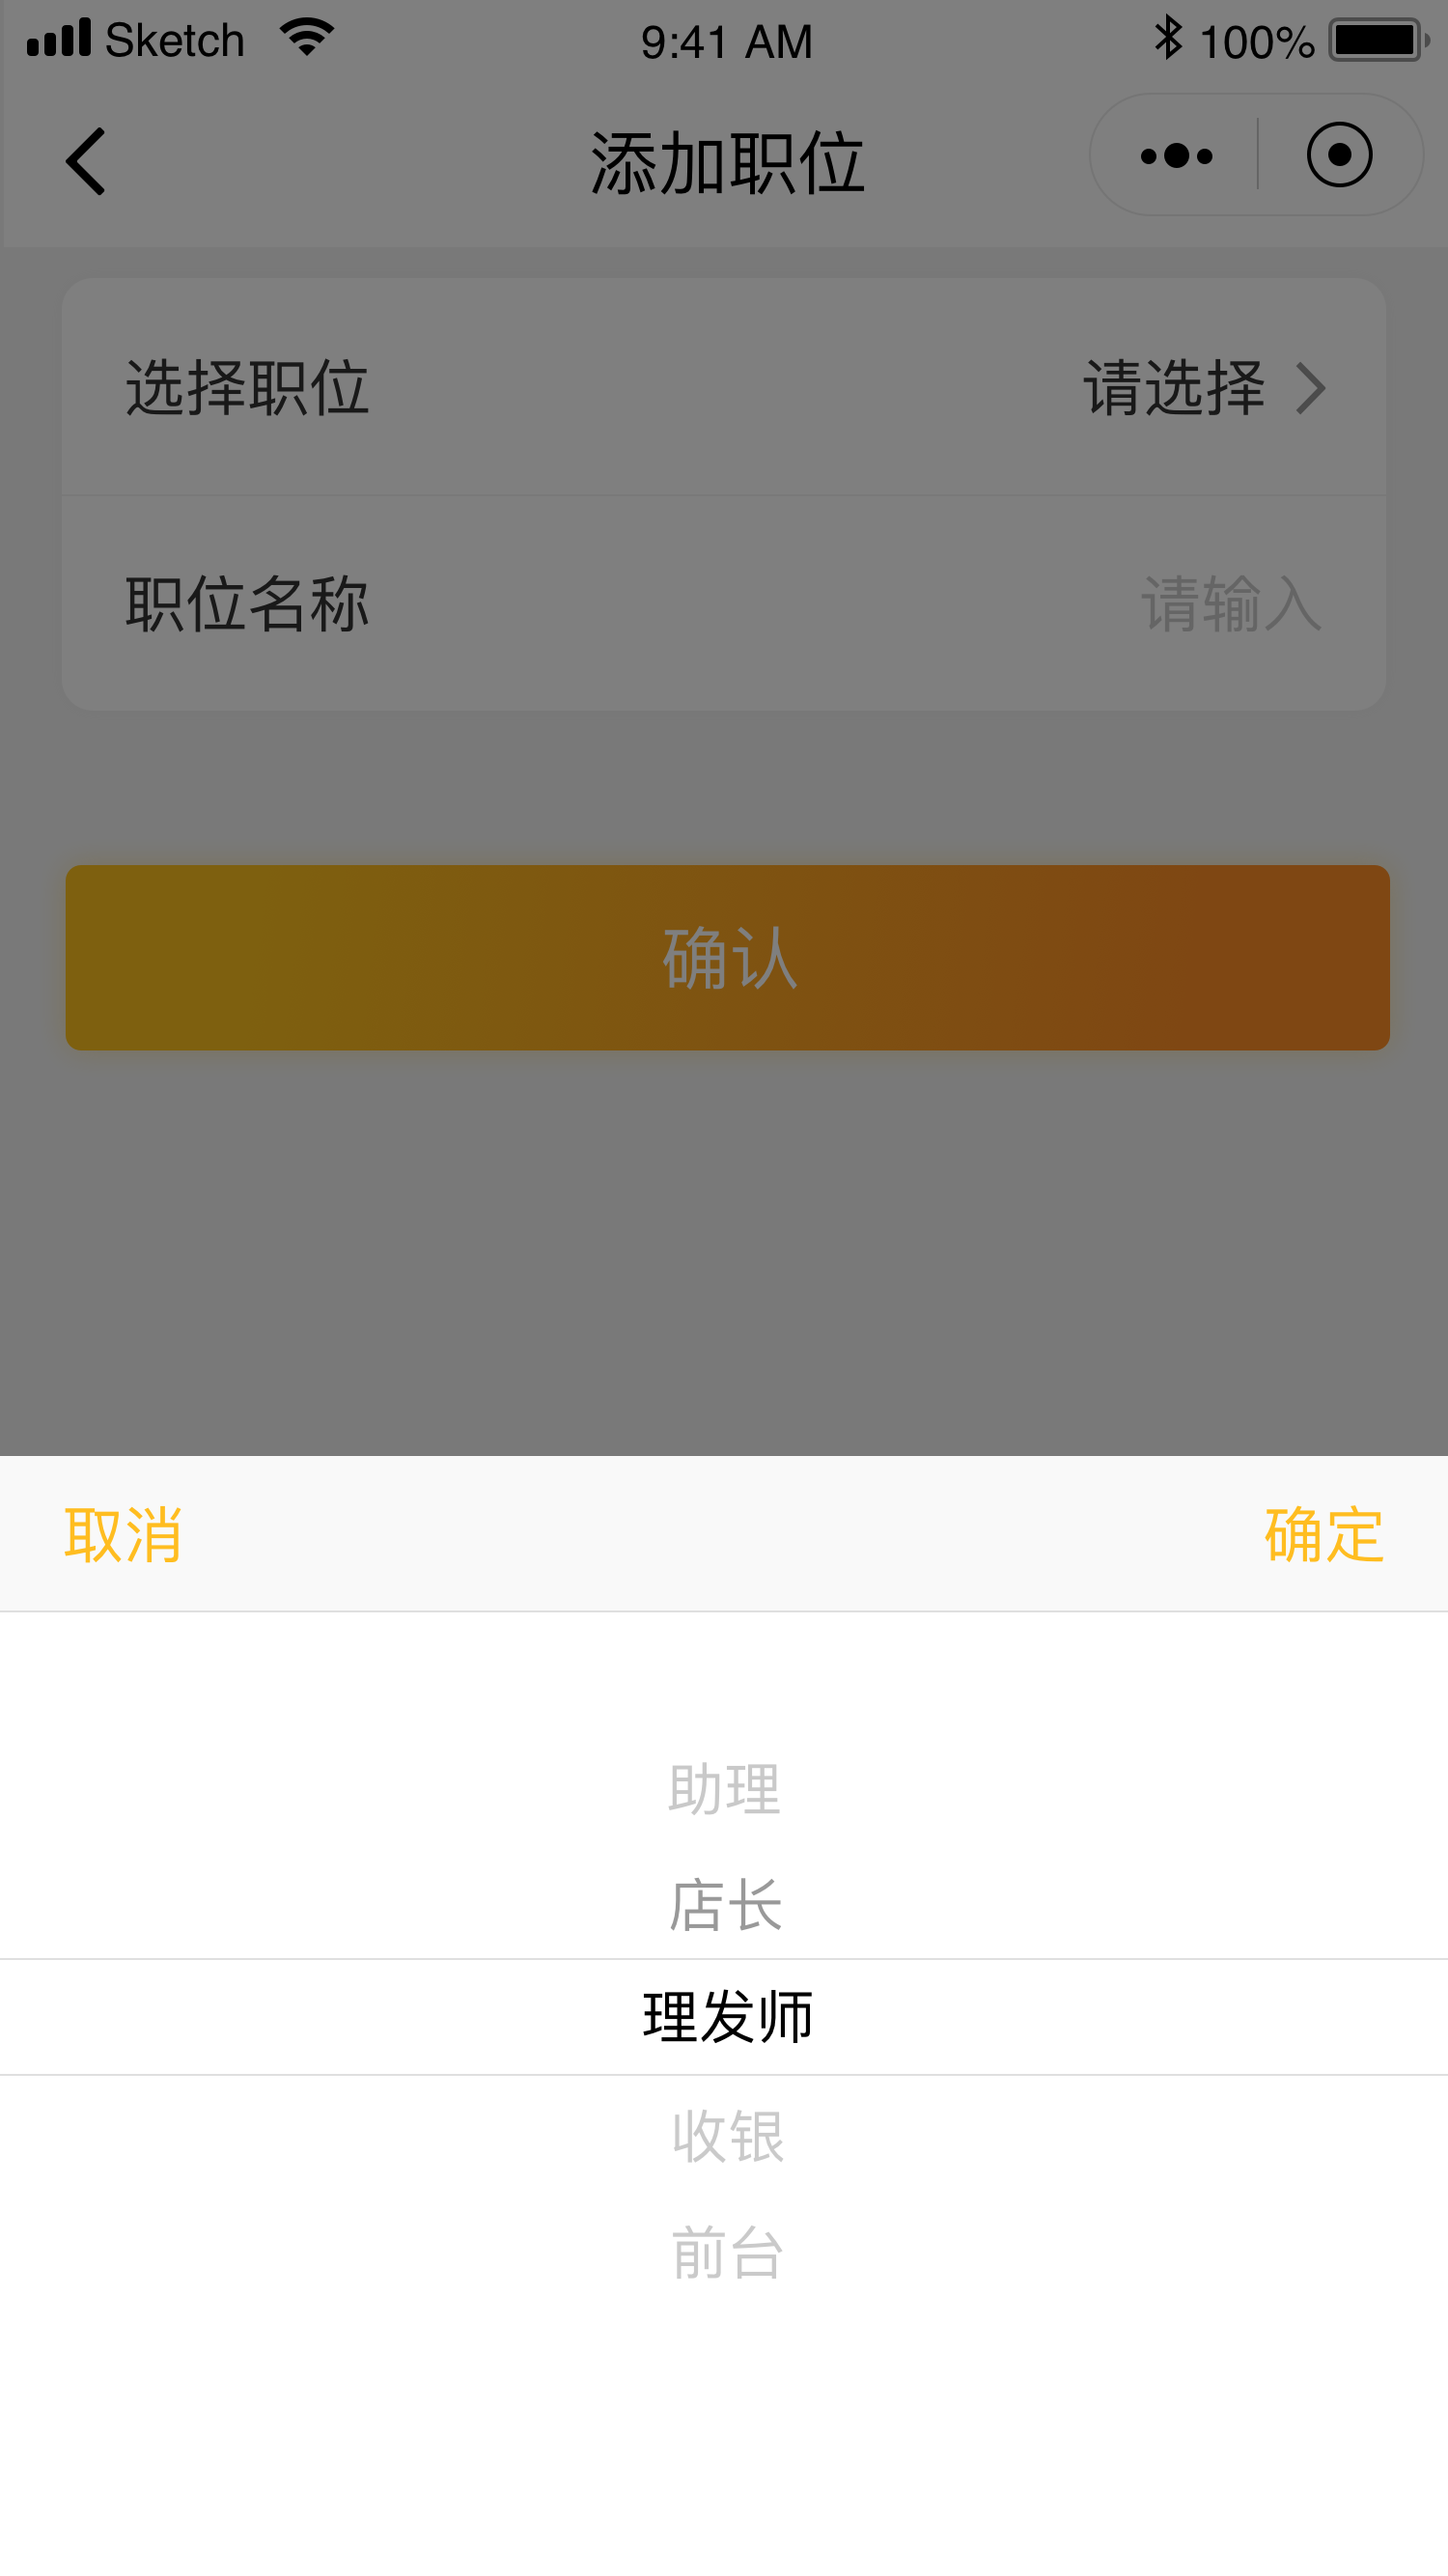 Sketch 9:41 AM 100%
添加职位
选择职位 请选择
职位名称 请输入
确认
取消 确定
助理
店长
理发师
收银
前台